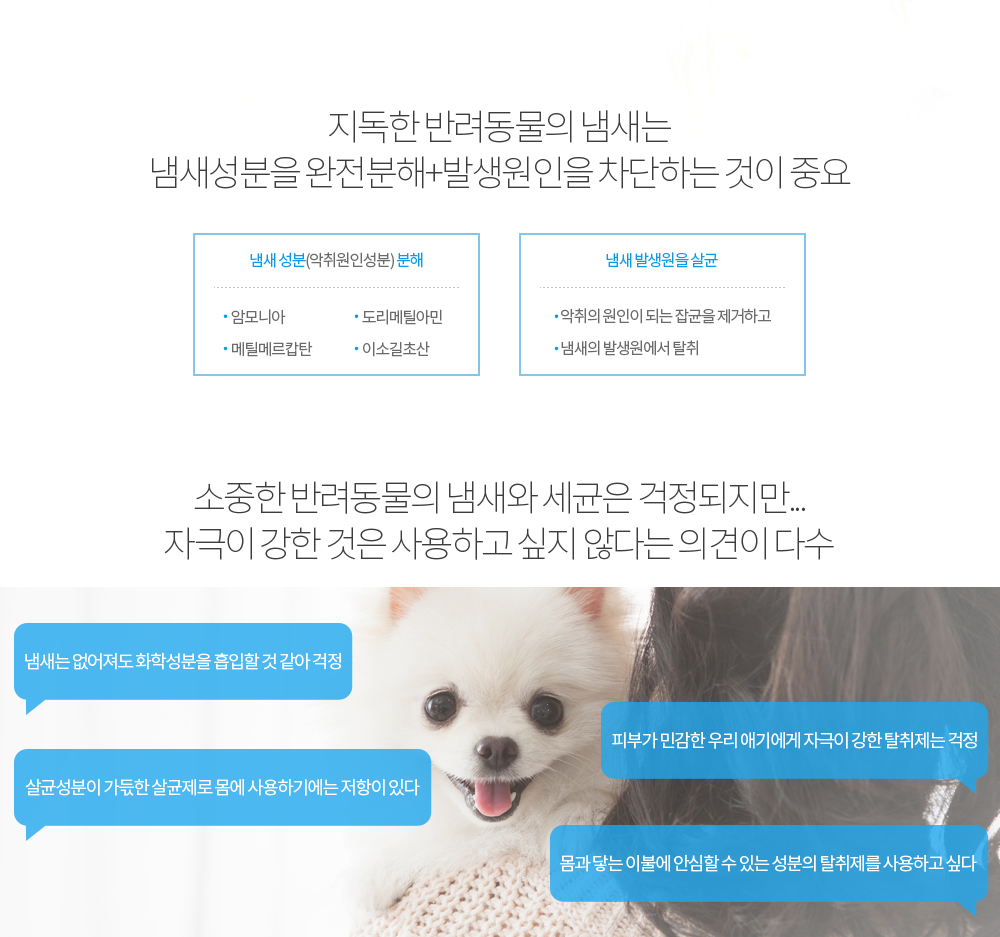 지독한 반려동물의 냄새는
냄새성분을 완전분해+발생원인을 차단하는 것이 중요
냄새 성분(악취원인성분) 분해
• 암모니아
• 도리메틸아민
• 메틸메르캅탄
• 이소길초산
냄새 발생원을 살균
• 악취의 원인이 되는 잡균을 제거하고
• 냄새의 발생원에서 탈취
소중한 반려동물의 냄새와 세균은 걱정되지만...
자극이 강한 것은 사용하고 싶지 않다는 의견이 다수
냄새는 없어져도 화학성분을 흡입할 것 같아 걱정
피부가 민감한 우리 애기에게 자극이 강한 탈취제는 걱정
살균성분이 가듃한 살균제로 몸에 사용하기에는 저항이 있다
몸과 닿는 이불에 안심할 수 있는 성분의 탈취제를 사용하고 싶다